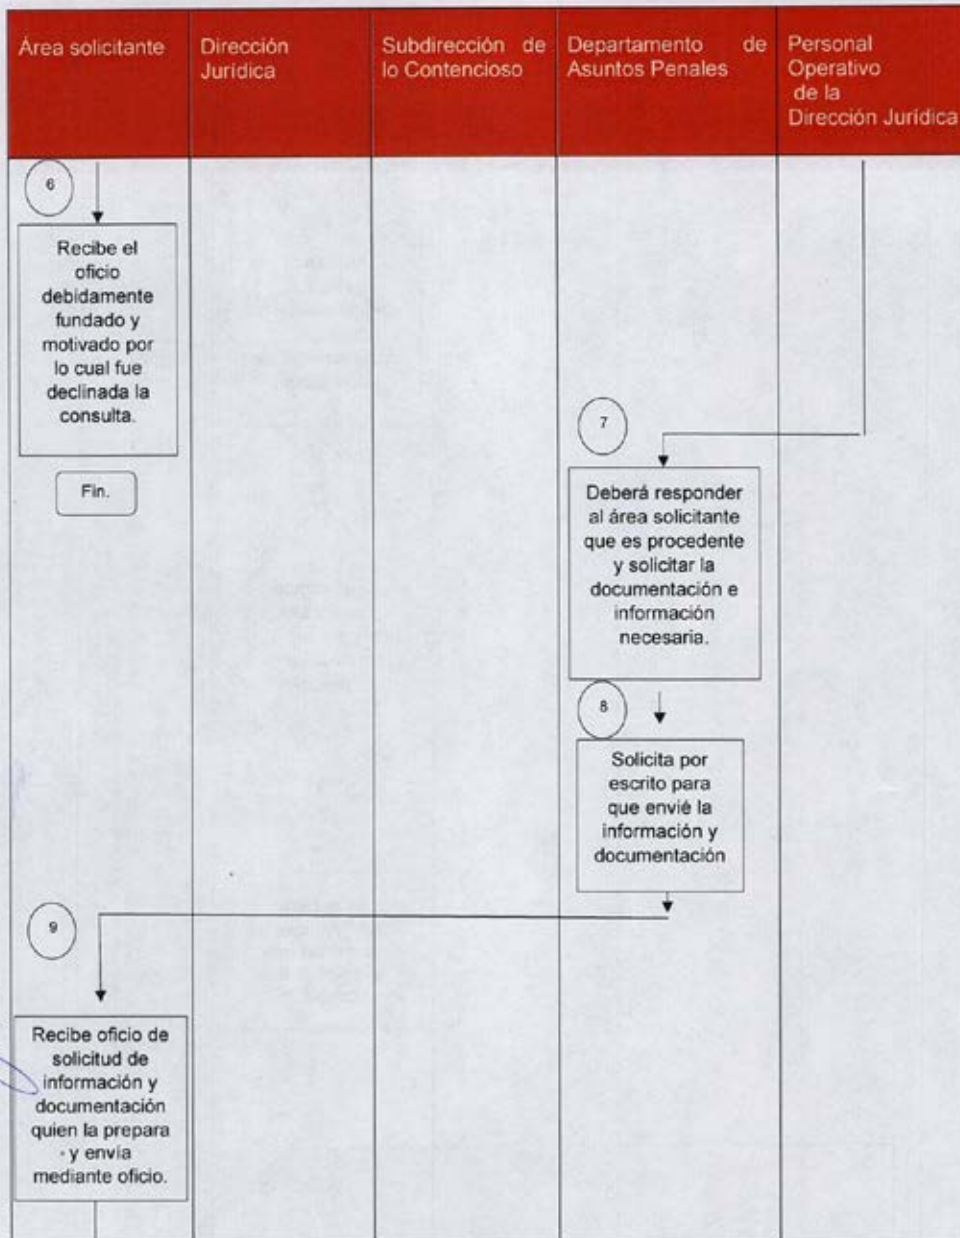 Área solicitante
Dirección
Jurídica
Subdirección de
lo Contencioso
Departamento de
Asuntos Penales
Personal
Operativo
de la
Dirección Jurídica
6
Recibe el
oficio
debidamente
fundado y
motivado por
lo cual fue
declinada la
consulta.
Fin.
7
Deberá responder
al área solicitante
que es procedente
y solicitar la
documentación e
información
necesaria.
8
Solicita por
escrito para
que envié la
información y
documentación
9
Recibe oficio de
solicitud de
información y
documentación
quien la prepara
y envía
mediante oficio.